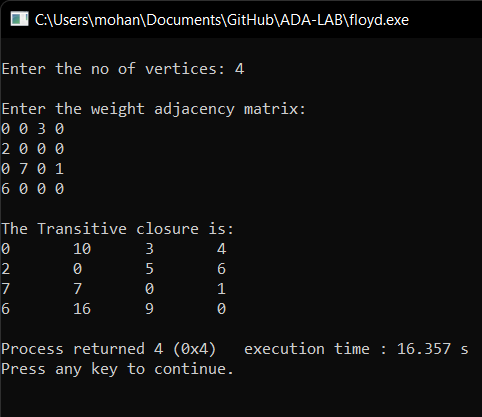 C:\Users\mohan\Documents\GitHub\ADA-LAB\floyd.exe
Enter the no of vertices: 4
Enter the weight adjacency matrix:
0 0 3 0
2 0 0 0
0 7 0 1
6 0 0 0
The Transitive closure is:
0 10 3 4
2 0 5 6
7 7 0 1
6 16 9 0
Process returned 4 (0x4)   execution time : 16.357 s
Press any key to continue.